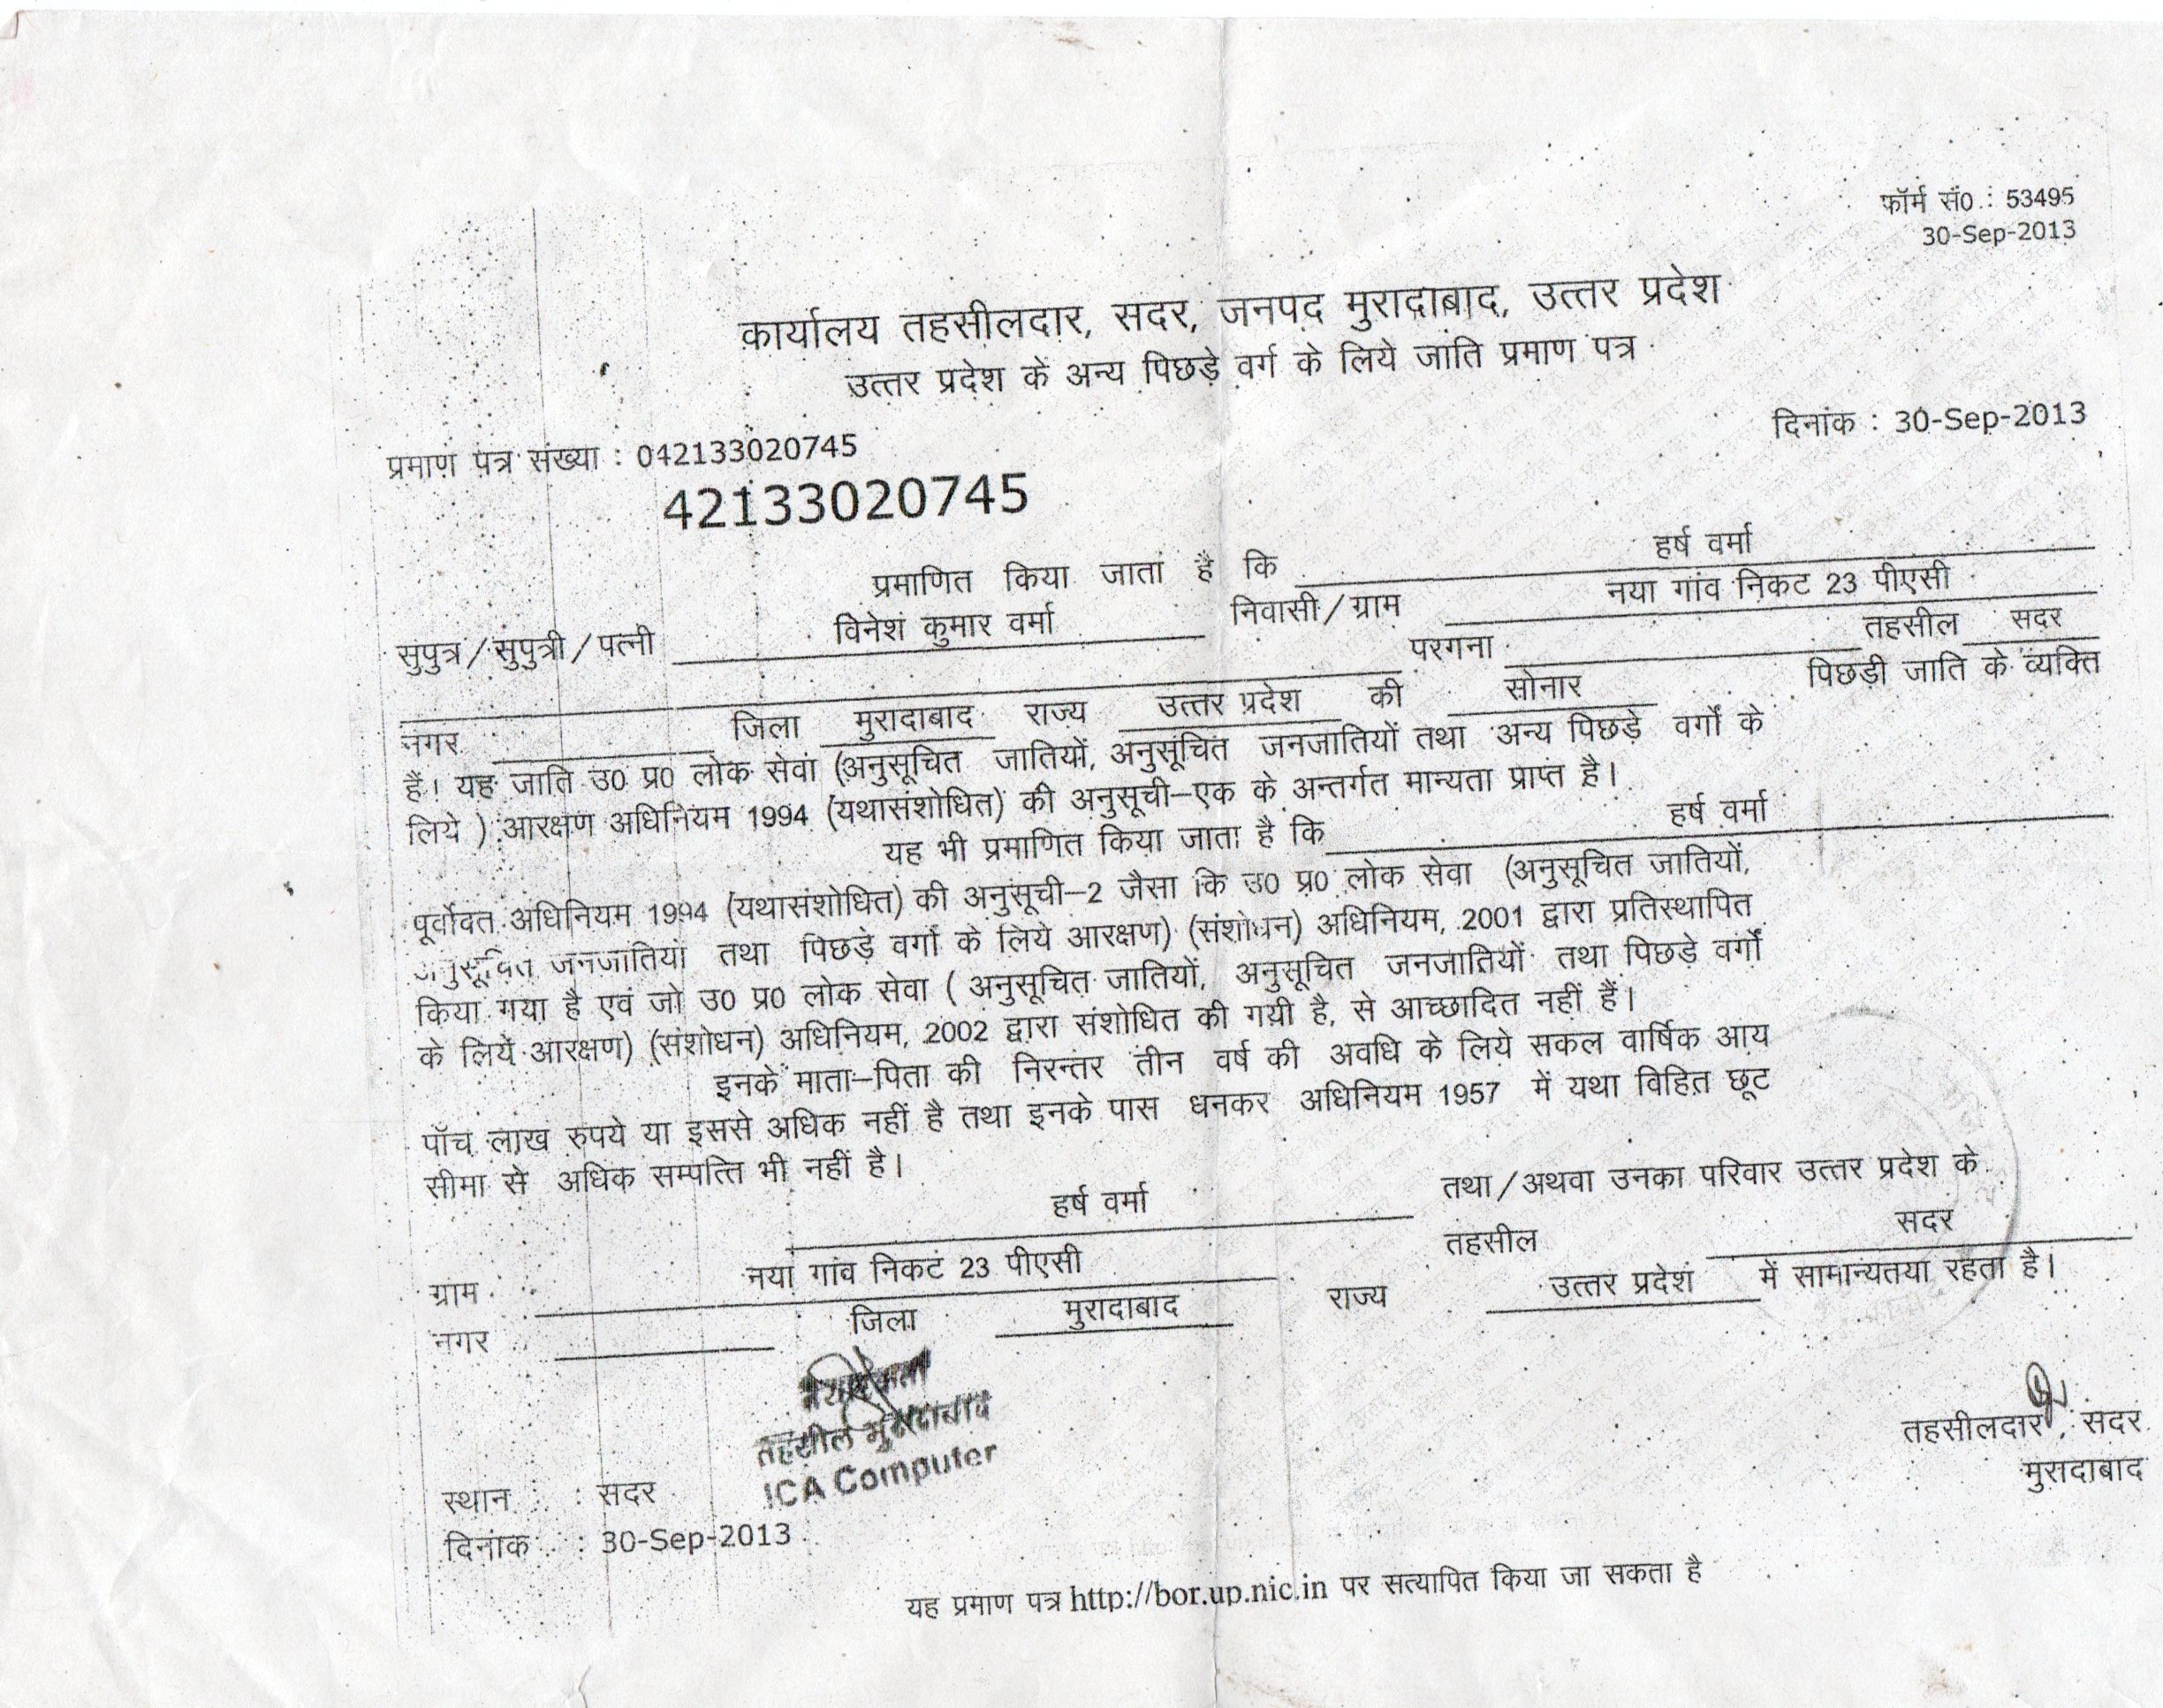 फॉर्म सं0 : 53495
30-Sep-2013
कार्यालय तहसीलदार, सदर, जनपद मुरादाबाद, उत्तर प्रदेश
उत्तर प्रदेश के अन्य पिछड़े वर्ग के लिये जाति प्रमाण पत्र
प्रमाण पत्र संख्या : 042133020745 दिनांक : 30-Sep-2013
42133020745
प्रमाणित किया जाता है कि हर्ष वर्मा
सुपुत्र/सुपुत्री/पत्नी विनेश कुमार वर्मा निवासी/ग्राम नया गांव निकट 23 पीएसी
परगना तहसील सदर
नगर जिला मुरादाबाद राज्य उत्तर प्रदेश की सोनार पिछड़ी जाति के व्यक्ति
हैं। यह जाति उ0 प्र0 लोक सेवा (अनुसूचित जातियों, अनुसूचित जनजातियों तथा अन्य पिछड़े वर्गों के
लिये ) आरक्षण अधिनियम 1994 (यथासंशोधित) की अनुसूची-एक के अन्तर्गत मान्यता प्राप्त है।
यह भी प्रमाणित किया जाता है कि हर्ष वर्मा
पूर्वोक्त अधिनियम 1994 (यथासंशोधित) की अनुसूची-2 जैसा कि उ0 प्र0 लोक सेवा (अनुसूचित जातियों,
अनुसूचित जनजातियों तथा पिछड़े वर्गों के लिये आरक्षण) (संशोधन) अधिनियम, 2001 द्वारा प्रतिस्थापित
किया गया है एवं जो उ0 प्र0 लोक सेवा ( अनुसूचित जातियों, अनुसूचित जनजातियों तथा पिछड़े वर्गों
के लिये आरक्षण) (संशोधन) अधिनियम, 2002 द्वारा संशोधित की गयी है, से आच्छादित नहीं हैं।
इनके माता-पिता की निरन्तर तीन वर्ष की अवधि के लिये सकल वार्षिक आय
पॉच लाख रुपये या इससे अधिक नहीं है तथा इनके पास धनकर अधिनियम 1957 में यथा विहित छूट
सीमा से अधिक सम्पत्ति भी नहीं है।
हर्ष वर्मा तथा/अथवा उनका परिवार उत्तर प्रदेश के
ग्राम नया गांव निकट 23 पीएसी तहसील सदर
नगर जिला मुरादाबाद राज्य उत्तर प्रदेश में सामान्यतया रहता है।
तहसील मुरादाबाद
ICA Computer
तहसीलदार, सदर
मुरादाबाद
स्थान : सदर
दिनांक : 30-Sep-2013
यह प्रमाण पत्र http://bor.up.nic.in पर सत्यापित किया जा सकता है